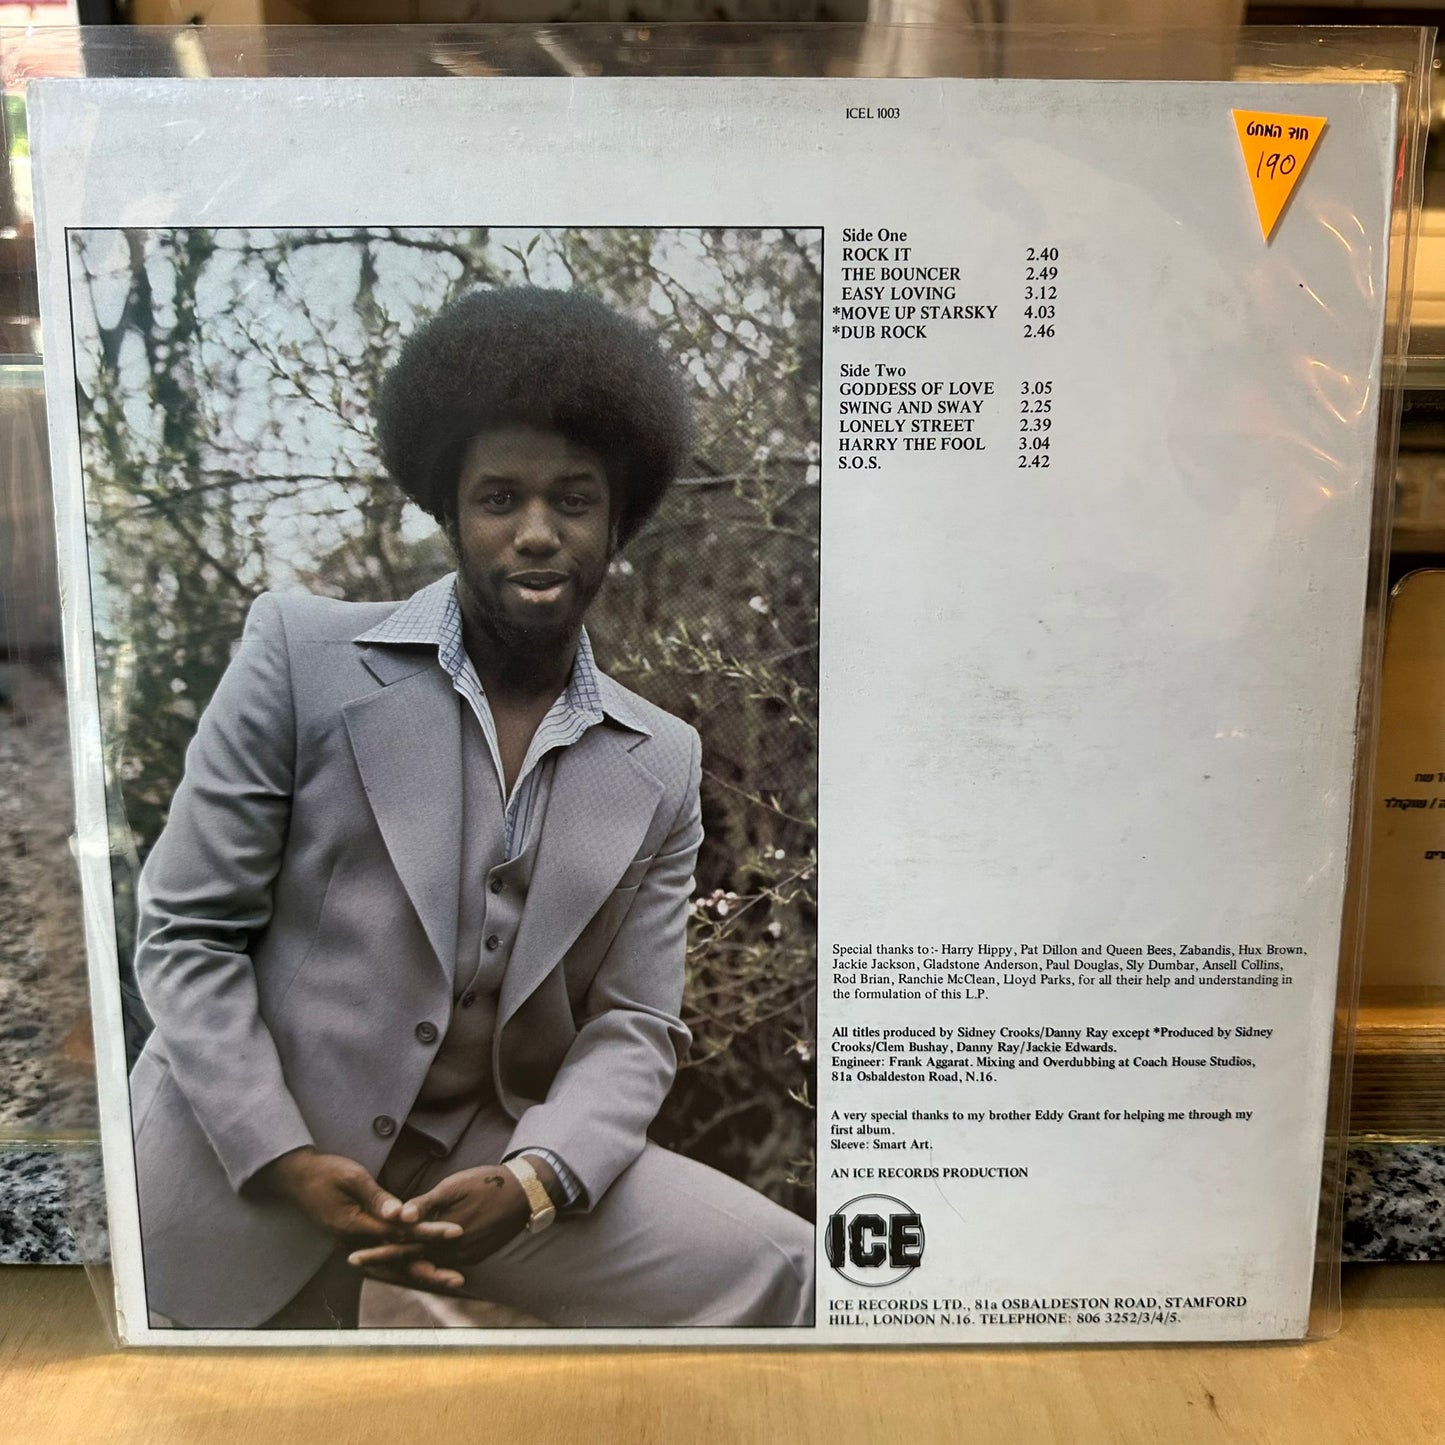 ICEL 1003
חוד המחט
190
Side One
ROCK IT 2.40
THE BOUNCER 2.49
EASY LOVING 3.12
*MOVE UP STARSKY 4.03
*DUB ROCK 2.46
Side Two
GODDESS OF LOVE 3.05
SWING AND SWAY 2.25
LONELY STREET 2.39
HARRY THE FOOL 3.04
S.O.S. 2.42
Special thanks to:- Harry Hippy, Pat Dillon and Queen Bees, Zabandis, Hux Brown,
Jackie Jackson, Gladstone Anderson, Paul Douglas, Sly Dumbar, Ansell Collins,
Rod Brian, Ranchie McClean, Lloyd Parks, for all their help and understanding in
the formulation of this L.P.
All titles produced by Sidney Crooks/Danny Ray except *Produced by Sidney
Crooks/Clem Bushay, Danny Ray/Jackie Edwards.
Engineer: Frank Aggarat. Mixing and Overdubbing at Coach House Studios,
81a Osbaldeston Road, N.16.
A very special thanks to my brother Eddy Grant for helping me through my
first album.
Sleeve: Smart Art.
AN ICE RECORDS PRODUCTION
ICE
ICE RECORDS LTD., 81a OSBALDESTON ROAD, STAMFORD
HILL, LONDON N.16. TELEPHONE: 806 3252/3/4/5.